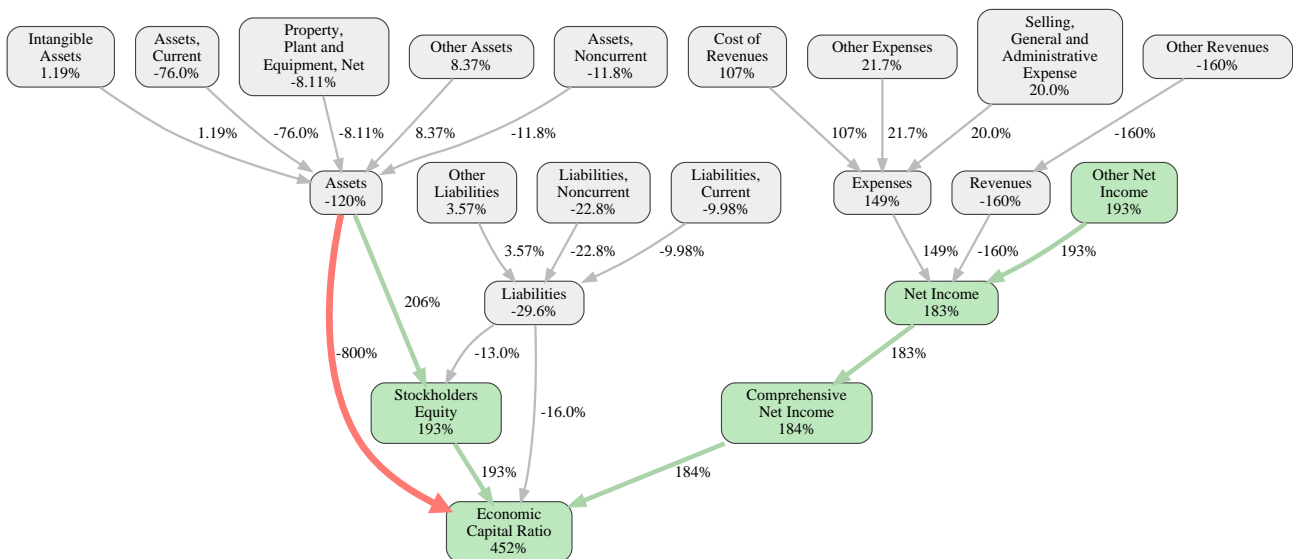 Intangible
Assets
1.19%
Assets,
Current
-76.0%
Property,
Plant and
Equipment, Net
-8.11%
Other Assets
8.37%
Assets,
Noncurrent
-11.8%
Cost of
Revenues
107%
Other Expenses
21.7%
Selling,
General and
Administrative
Expense
20.0%
Other Revenues
-160%
1.19%
-76.0%
-8.11%
8.37%
-11.8%
107%
21.7%
20.0%
-160%
Assets
-120%
Other
Liabilities
3.57%
Liabilities,
Noncurrent
-22.8%
Liabilities,
Current
-9.98%
Expenses
149%
Revenues
-160%
Other Net
Income
193%
3.57%
-22.8%
-9.98%
149%
-160%
193%
206%
Liabilities
-29.6%
Net Income
183%
-800%
-13.0%
183%
Stockholders
Equity
193%
-16.0%
Comprehensive
Net Income
184%
193%
184%
Economic
Capital Ratio
452%